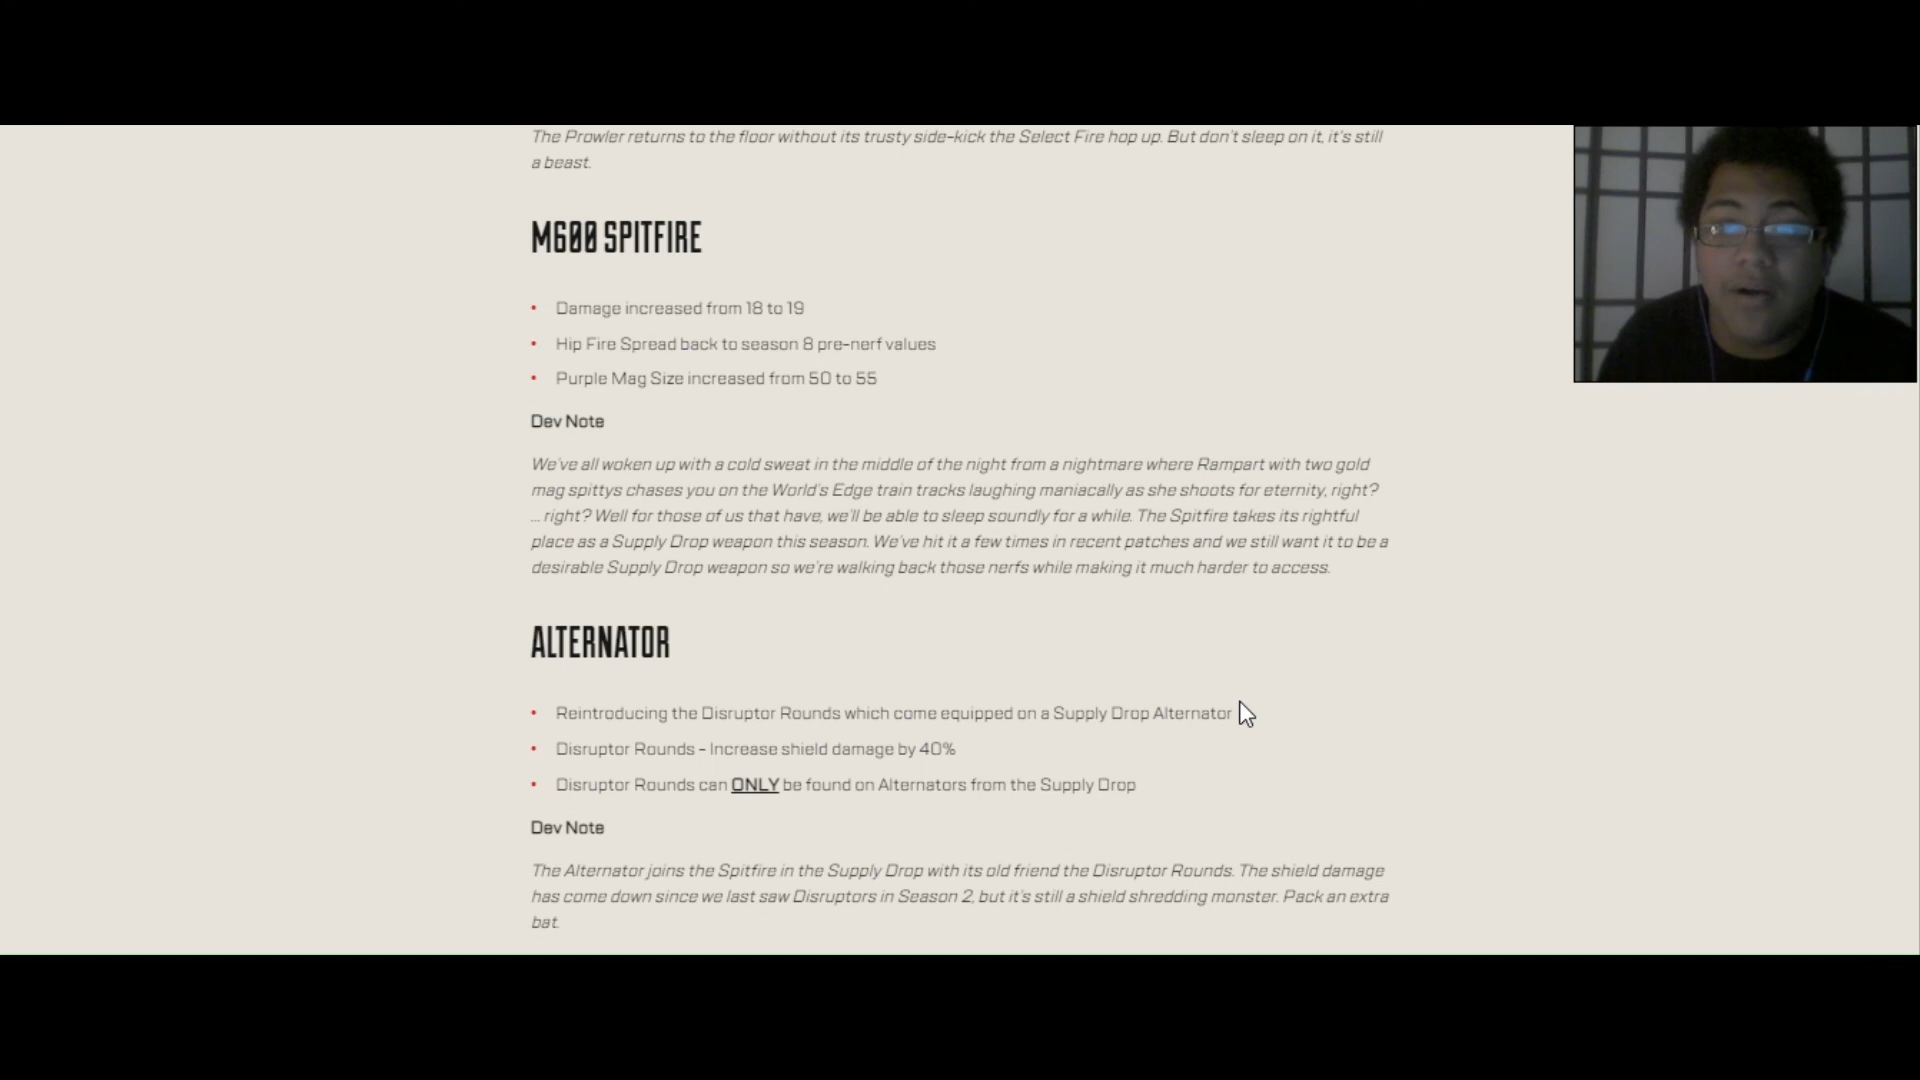 The Prowler returns to the floor without its trusty side-kick the Select Fire hop up. But don't sleep on it, it's still
a beast.
M600 SPITFIRE
• Damage increased from 18 to 19
• Hip Fire Spread back to season 8 pre-nerf values
• Purple Mag Size increased from 50 to 55
Dev Note
We've all woken up with a cold sweat in the middle of the night from a nightmare where Rampart with two gold
mag spittys chases you on the World's Edge train tracks laughing maniacally as she shoots for eternity, right?
... right? Well for those of us that have, we'll be able to sleep soundly for a while. The Spitfire takes its rightful
place as a Supply Drop weapon this season. We've hit it a few times in recent patches and we still want it to be a
desirable Supply Drop weapon so we're walking back those nerfs while making it much harder to access.
ALTERNATOR
• Reintroducing the Disruptor Rounds which come equipped on a Supply Drop Alternator
• Disruptor Rounds - Increase shield damage by 40%
• Disruptor Rounds can ONLY be found on Alternators from the Supply Drop
Dev Note
The Alternator joins the Spitfire in the Supply Drop with its old friend the Disruptor Rounds. The shield damage
has come down since we last saw Disruptors in Season 2, but it's still a shield shredding monster. Pack an extra
bat.